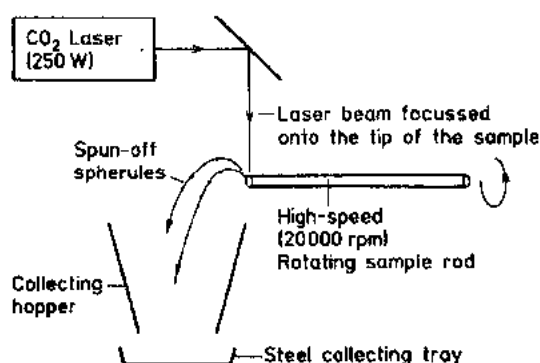 CO2 Laser
(250 W)
Laser beam focussed
onto the tip of the sample
Spun-off
spherules
High-speed
(20000 rpm)
Rotating sample rod
Collecting
hopper
Steel collecting tray